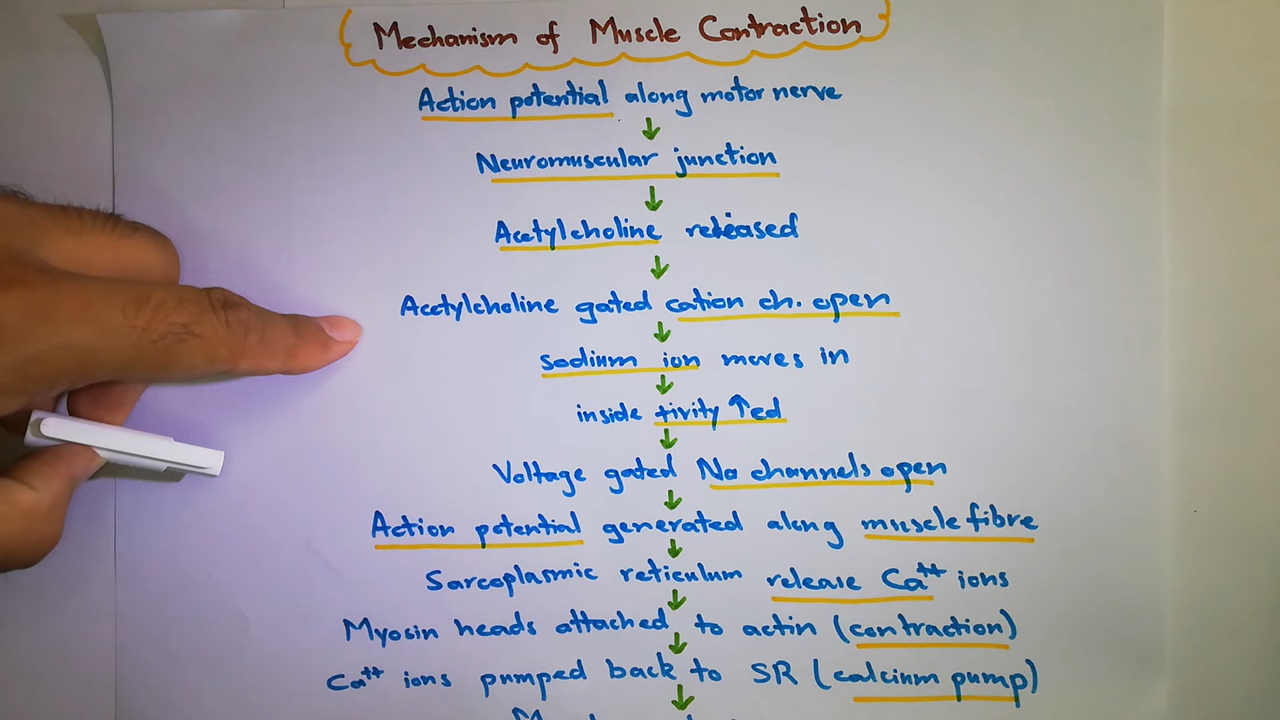 Mechanism of Muscle Contraction
Action potential along motor nerve
Neuromuscular junction
Acetylcholine released
Acetylcholine gated cation ch. open
Sodium ion moves in
inside tivity ↑ed
Voltage gated Na channels open
Action potential generated along muscle fibre
Sarcoplasmic reticulum release Ca⁺⁺ ions
Myosin heads attached to actin (contraction)
Ca⁺⁺ ions pumped back to SR (calcium pump)